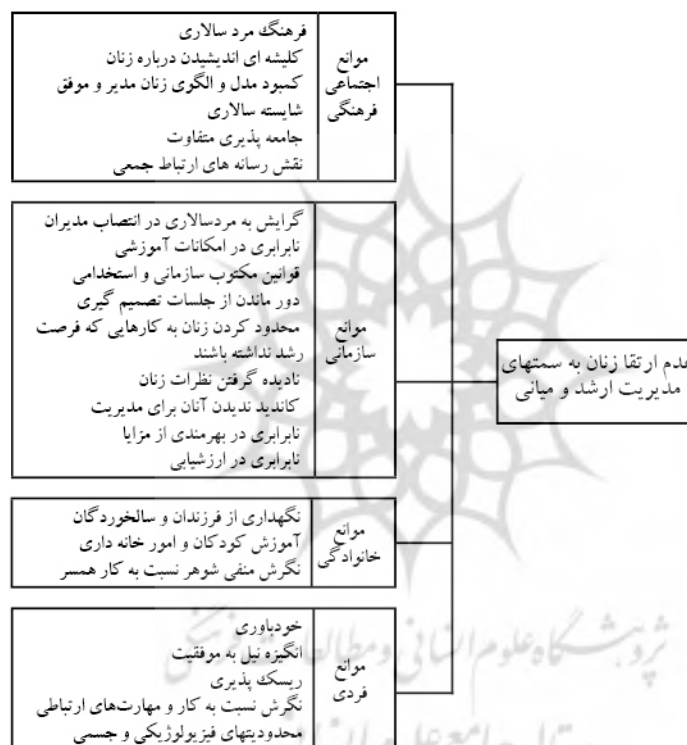 فرهنگ مرد سالاری
کلیشه ای اندیشیدن درباره زنان
کمبود مدل و الگوی زنان مدیر و موفق
شایسته سالاری
جامعه پذیری متفاوت
نقش رسانه های ارتباط جمعی
موانع
اجتماعی
فرهنگی
گرایش به مردسالاری در انتصاب مدیران
نابرابری در امکانات آموزشی
قوانین مکتوب سازمانی و استخدامی
دور ماندن از جلسات تصمیم گیری
محدود کردن زنان به کارهایی که فرصت
رشد نداشته باشند
نادیده گرفتن نظرات زنان
کاندید ندیدن آنان برای مدیریت
نابرابری در بهرمندی از مزایا
نابرابری در ارزشیابی
موانع
سازمانی
عدم ارتقا زنان به سمتهای
مدیریت ارشد و میانی
نگهداری از فرزندان و سالخوردگان
آموزش کودکان و امور خانه داری
نگرش منفی شوهر نسبت به کار همسر
موانع
خانوادگی
خودباوری
انگیزه نیل به موفقیت
ریسک پذیری
نگرش نسبت به کار و مهارت‌های ارتباطی
محدودیتهای فیزیولوژیکی و جسمی
موانع
فردی
پژوهشگاه علوم انسانی و مطالعات فرهنگی